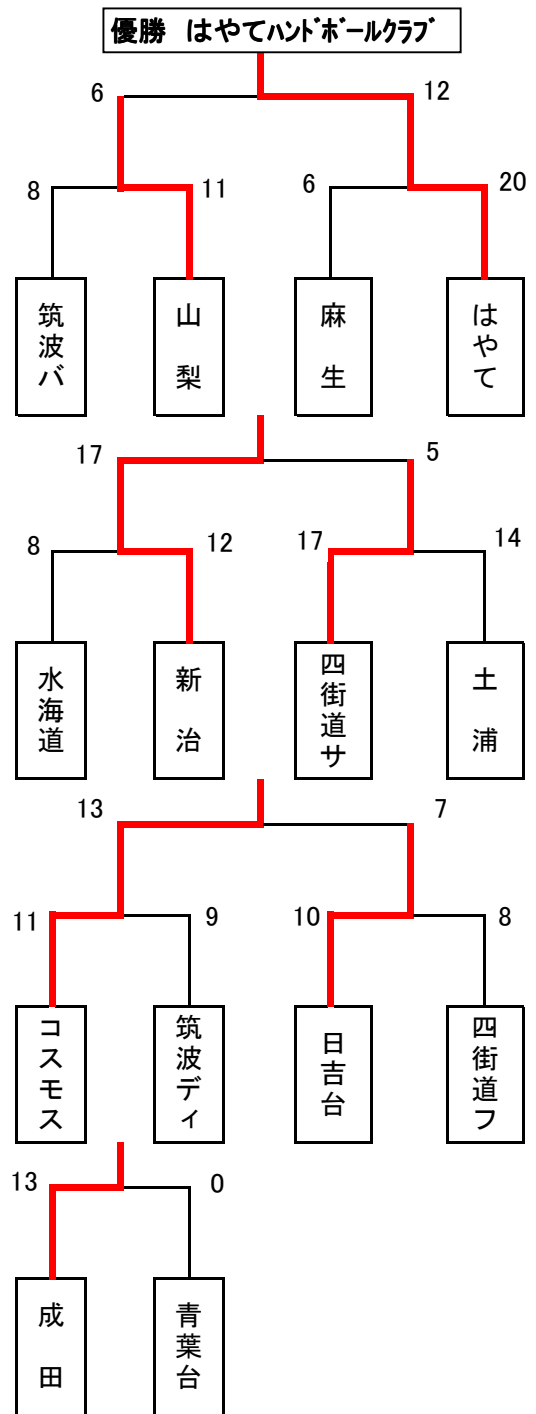 優勝 はやてハンドボールクラブ
6 12
8 11 6 20
筑波バ 山梨 麻生 はやて
17 5
8 12 17 14
水海道 新治 四街道サ 土浦
13 7
11 9 10 8
コスモス 筑波ディ 日吉台 四街道フ
13 0
成田 青葉台